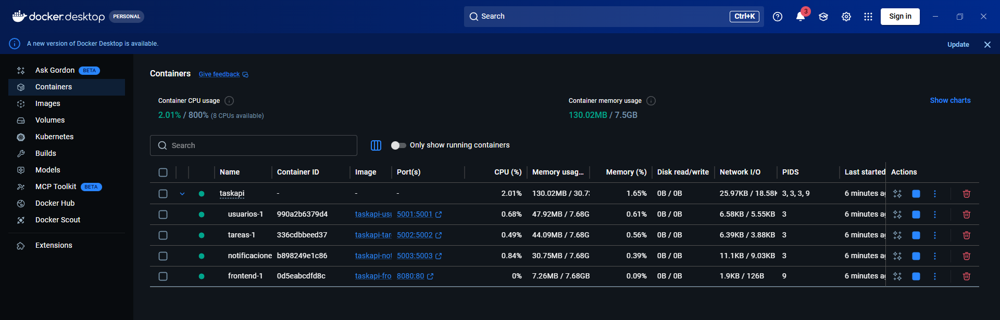 docker.desktop PERSONAL Search Ctrl+K 3 Sign in
A new version of Docker Desktop is available. Update
Ask Gordon BETA
Containers
Images
Volumes
Kubernetes
Builds
Models
MCP Toolkit BETA
Docker Hub
Docker Scout
Extensions
Containers Give feedback
Container CPU usage
2.01% / 800% (8 CPUs available)
Container memory usage
130.02MB / 7.5GB
Show charts
Search Only show running containers
Name Container ID Image Port(s) CPU (%) Memory usag... Memory (%) Disk read/write Network I/O PIDS Last started Actions
taskapi - - - 2.01% 130.02MB / 30.7 1.65% 0B / 0B 25.97KB / 18.58K 3, 3, 3, 9 6 minutes a
usuarios-1 990a2b6379d4 taskapi-usu 5001:5001 0.68% 47.92MB / 7.68G 0.61% 0B / 0B 6.58KB / 5.55KB 3 6 minutes a
tareas-1 336cdbbeed37 taskapi-tar 5002:5002 0.49% 44.09MB / 7.68G 0.56% 0B / 0B 6.39KB / 3.88KB 3 6 minutes a
notificacione b898249e1c86 taskapi-not 5003:5003 0.84% 30.75MB / 7.68G 0.39% 0B / 0B 11.1KB / 9.03KB 3 6 minutes a
frontend-1 0d5eabcdfd8c taskapi-fro 8080:80 0% 7.26MB / 7.68GB 0.09% 0B / 0B 1.9KB / 126B 9 6 minutes a